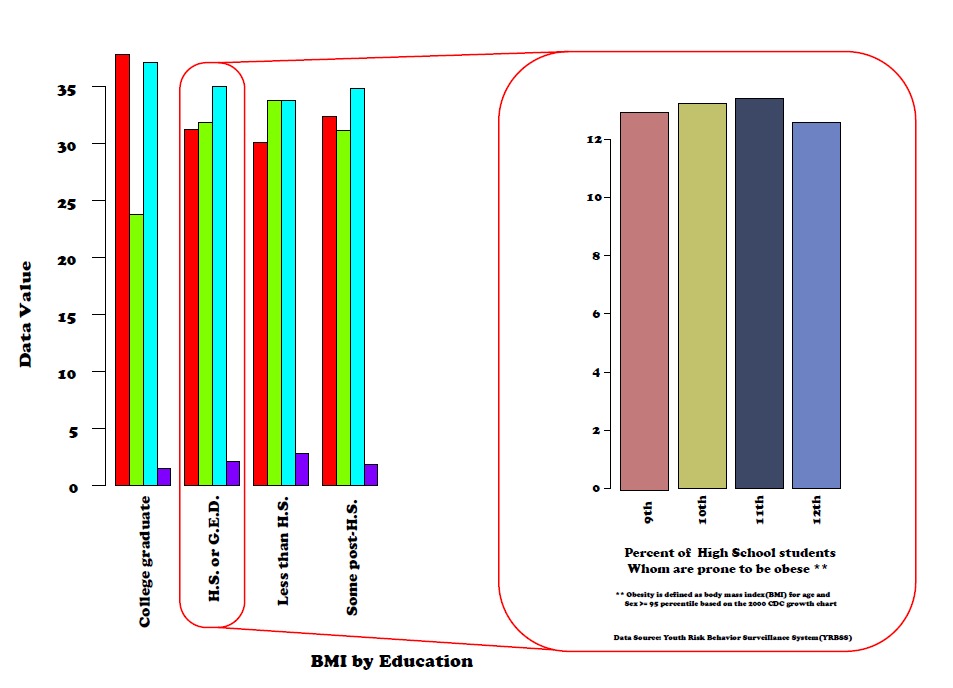 Data Value
35
30
25
20
15
10
5
0
College graduate
H.S. or G.E.D.
Less than H.S.
Some post-H.S.
BMI by Education
12
10
8
6
4
2
0
9th
10th
11th
12th
Percent of High School students
Whom are prone to be obese **
** Obesity is defined as body mass index(BMI) for age and
Sex >= 95 percentile based on the 2000 CDC growth chart
Data Source: Youth Risk Behavior Surveillance System(YRBSS)